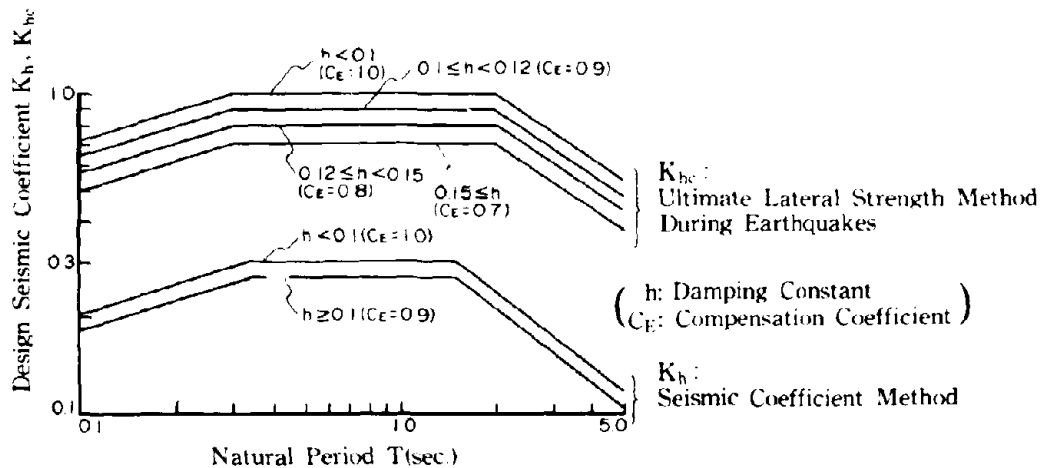 Design Seismic Coefficient Kh, Khc
h<0.1
(CE=1.0)
0.1≤h<0.12 (CE=0.9)
1.0
0.12≤h<0.15
(CE=0.8)
0.15≤h
(CE=0.7)
Khc:
Ultimate Lateral Strength Method
During Earthquakes
h<0.1 (CE=1.0)
0.3
h≥0.1 (CE=0.9)
h: Damping Constant
CE: Compensation Coefficient
Kh:
Seismic Coefficient Method
0.1
0.1
1.0
5.0
Natural Period T(sec.)